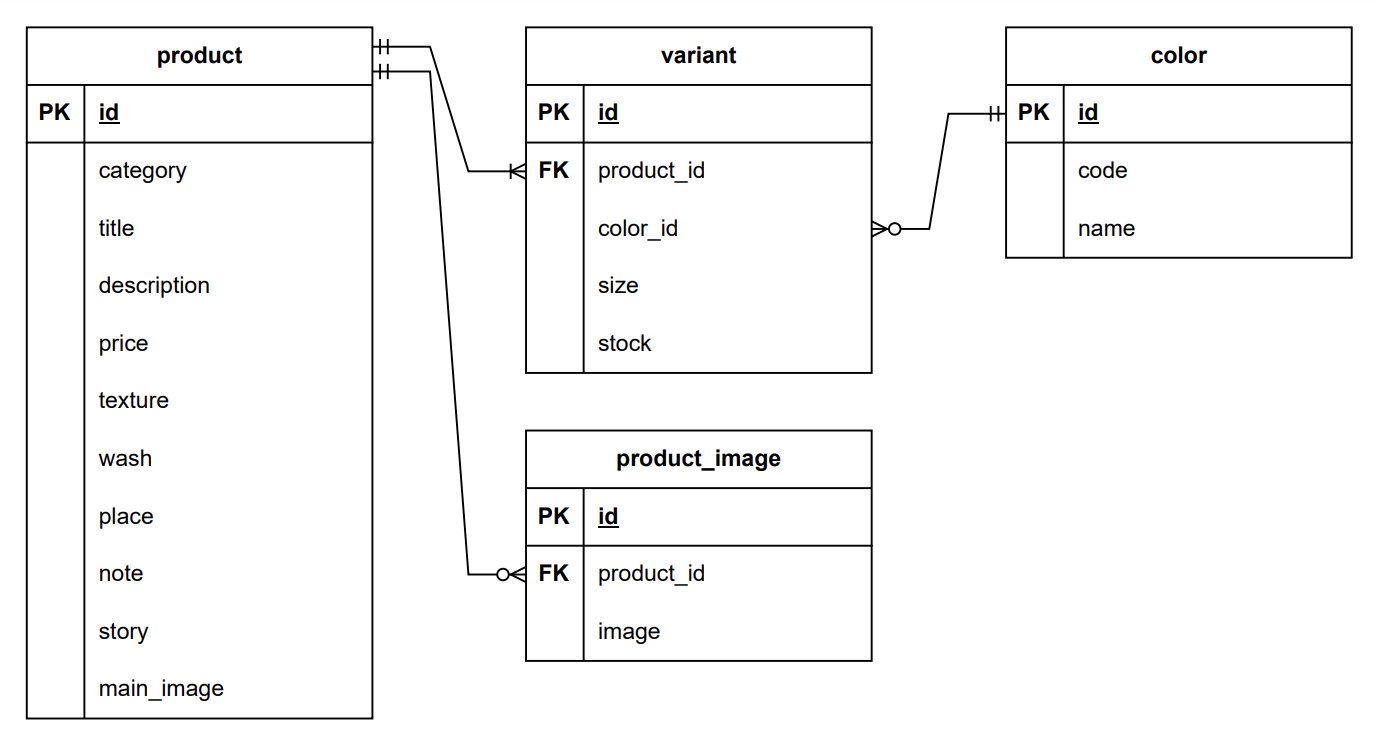 product
PK id
category
title
description
price
texture
wash
place
note
story
main_image
variant
PK id
FK product_id
color_id
size
stock
product_image
PK id
FK product_id
image
color
PK id
code
name